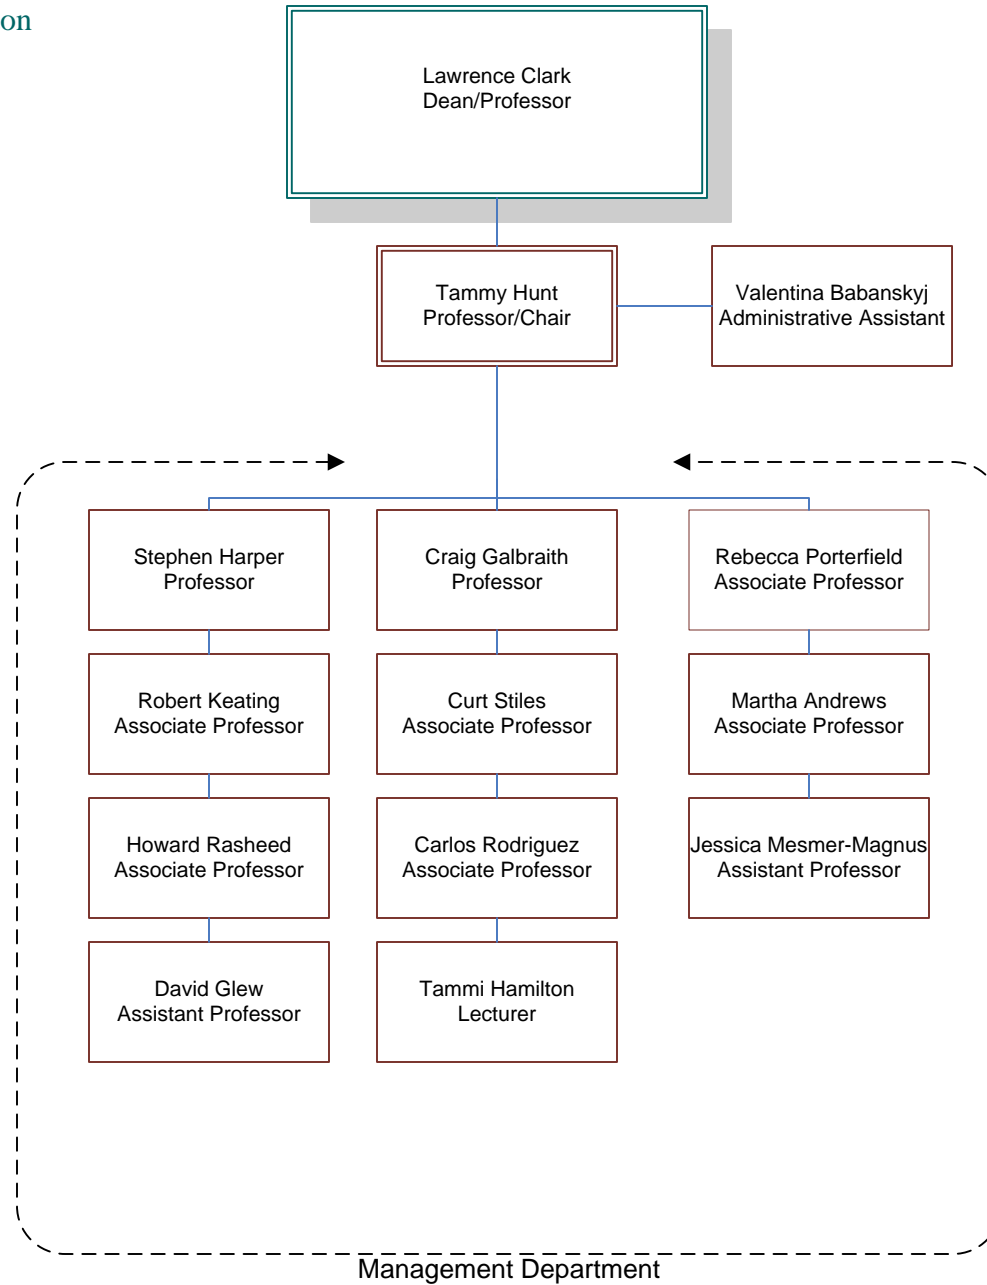 on
Lawrence Clark
Dean/Professor
Tammy Hunt
Professor/Chair
Valentina Babanskyj
Administrative Assistant
Stephen Harper
Professor
Craig Galbraith
Professor
Rebecca Porterfield
Associate Professor
Robert Keating
Associate Professor
Curt Stiles
Associate Professor
Martha Andrews
Associate Professor
Howard Rasheed
Associate Professor
Carlos Rodriguez
Associate Professor
Jessica Mesmer-Magnus
Assistant Professor
David Glew
Assistant Professor
Tammi Hamilton
Lecturer
Management Department